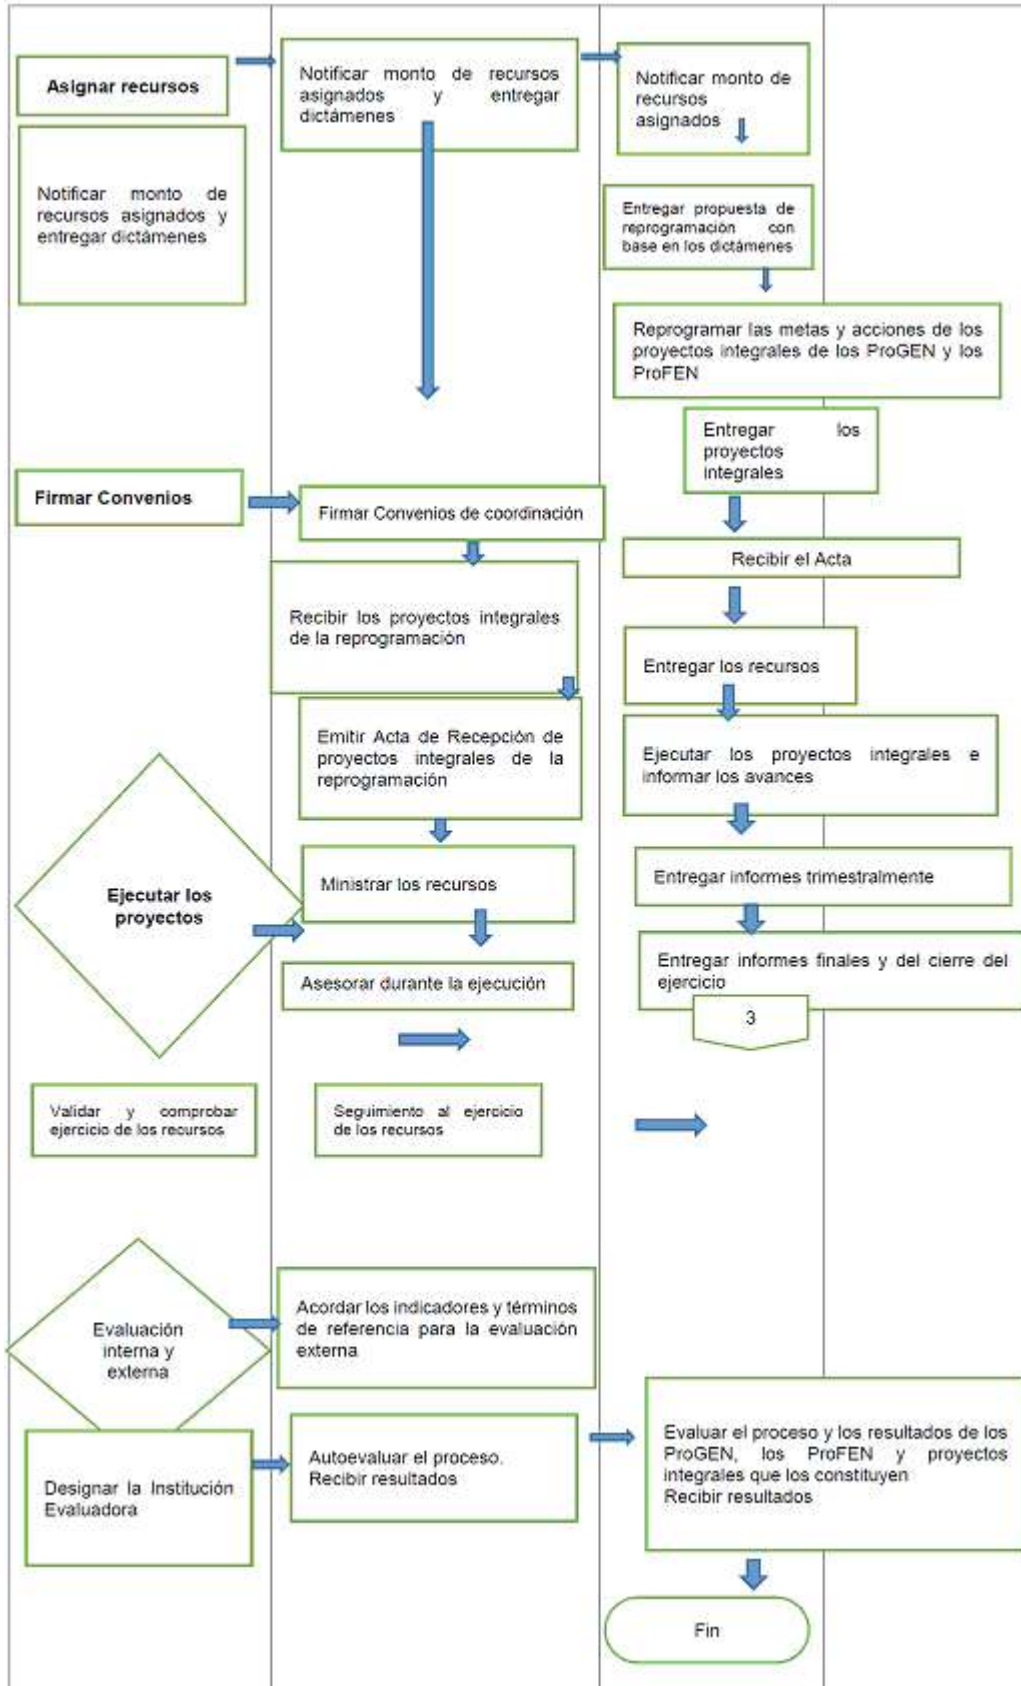 Asignar recursos
Notificar monto de
recursos asignados y
entregar dictámenes
Notificar monto de recursos
asignados y entregar
dictámenes
Notificar monto de
recursos
asignados
Entregar propuesta de
reprogramación con
base en los dictámenes
Reprogramar las metas y acciones de los
proyectos integrales de los ProGEN y los
ProFEN
Entregar los
proyectos
integrales
Firmar Convenios
Firmar Convenios de coordinación
Recibir el Acta
Recibir los proyectos integrales
de la reprogramación
Entregar los recursos
Emitir Acta de Recepción de
proyectos integrales de la
reprogramación
Ejecutar los proyectos integrales e
informar los avances
Ejecutar los
proyectos
Ministrar los recursos
Entregar informes trimestralmente
Asesorar durante la ejecución
Entregar informes finales y del cierre del
ejercicio
3
Validar y comprobar
ejercicio de los recursos
Seguimiento al ejercicio
de los recursos
Evaluación
interna y
externa
Acordar los indicadores y términos
de referencia para la evaluación
externa
Designar la Institución
Evaluadora
Autoevaluar el proceso.
Recibir resultados
Evaluar el proceso y los resultados de los
ProGEN, los ProFEN y proyectos
integrales que los constituyen
Recibir resultados
Fin